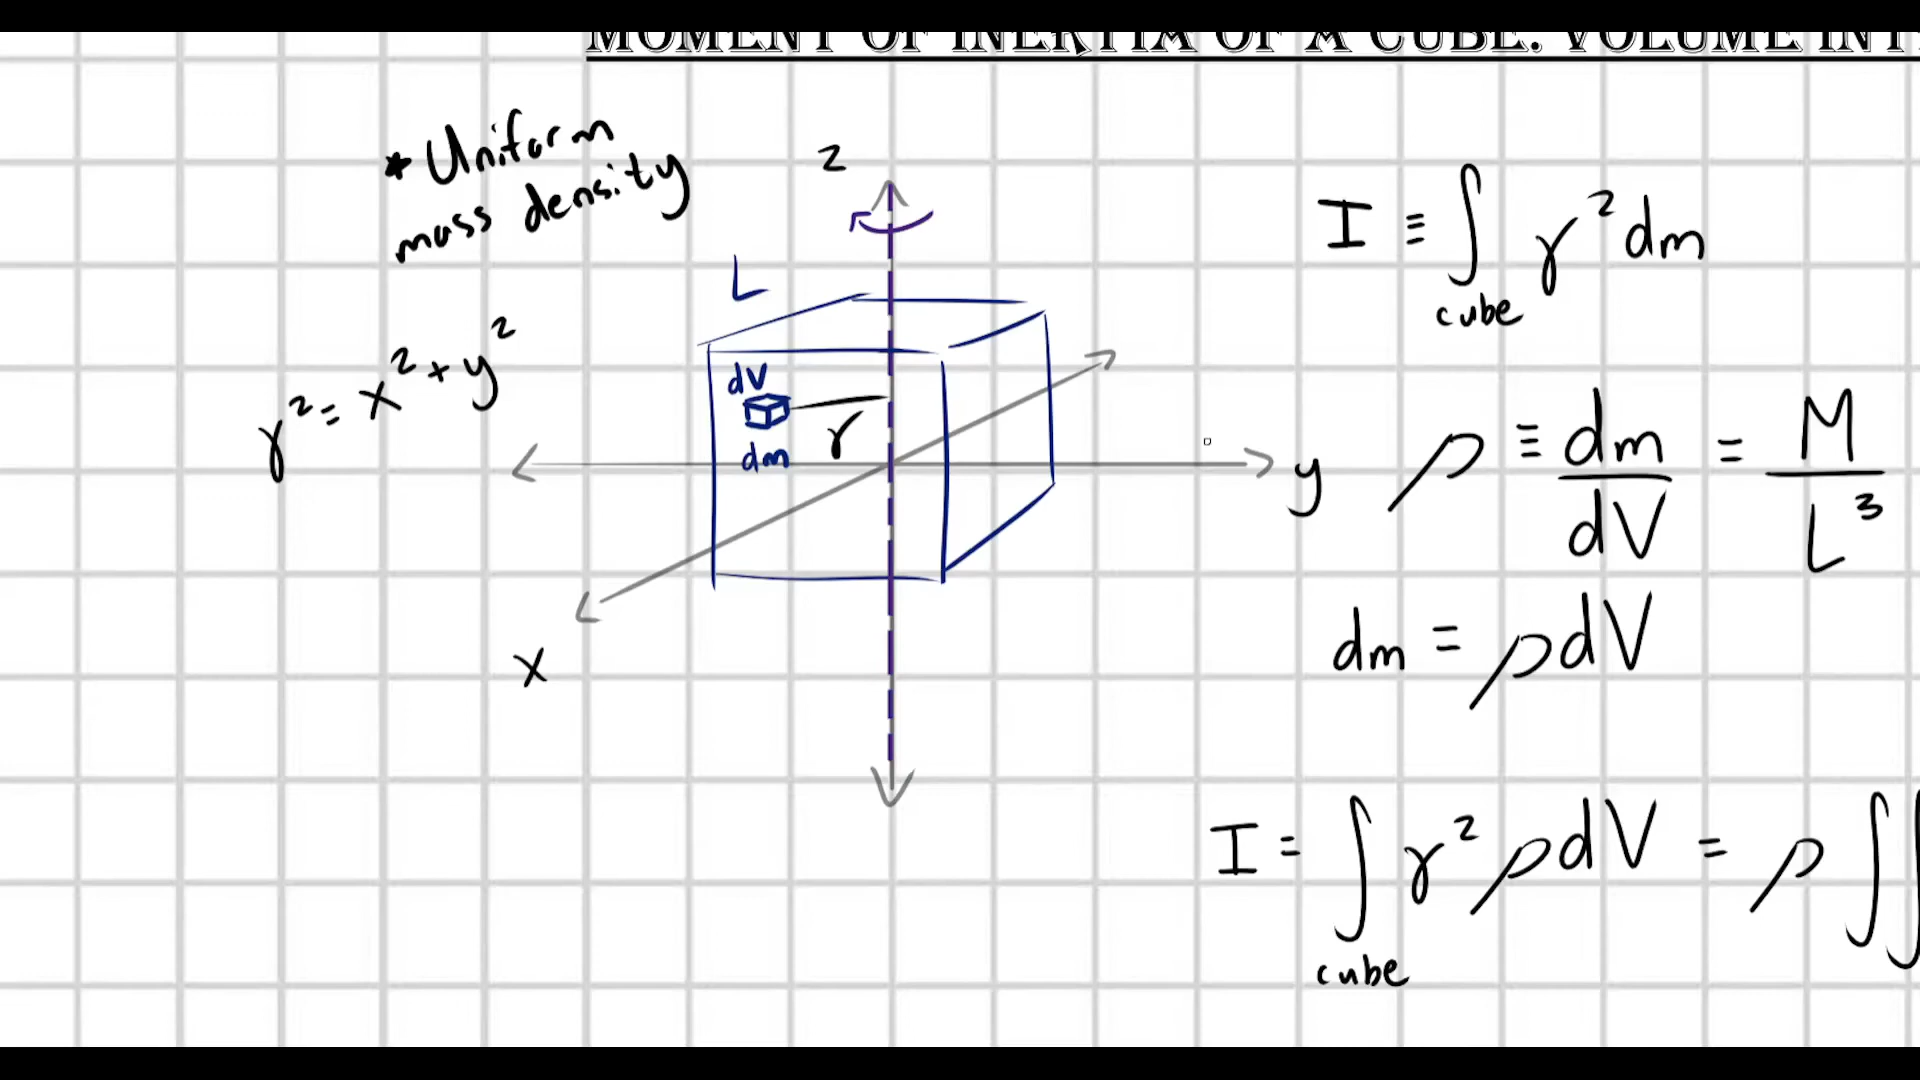 MOMENT OF INERTIA OF A CUBE: VOLUME
* Uniform
mass density
z
L
r² = x² + y²
dV
r
dm
y
x
I ≡ ∫ r² dm
cube
ρ ≡ dm/dV = M/L³
dm = ρdV
I = ∫ r² ρdV = ρ ∫∫
cube